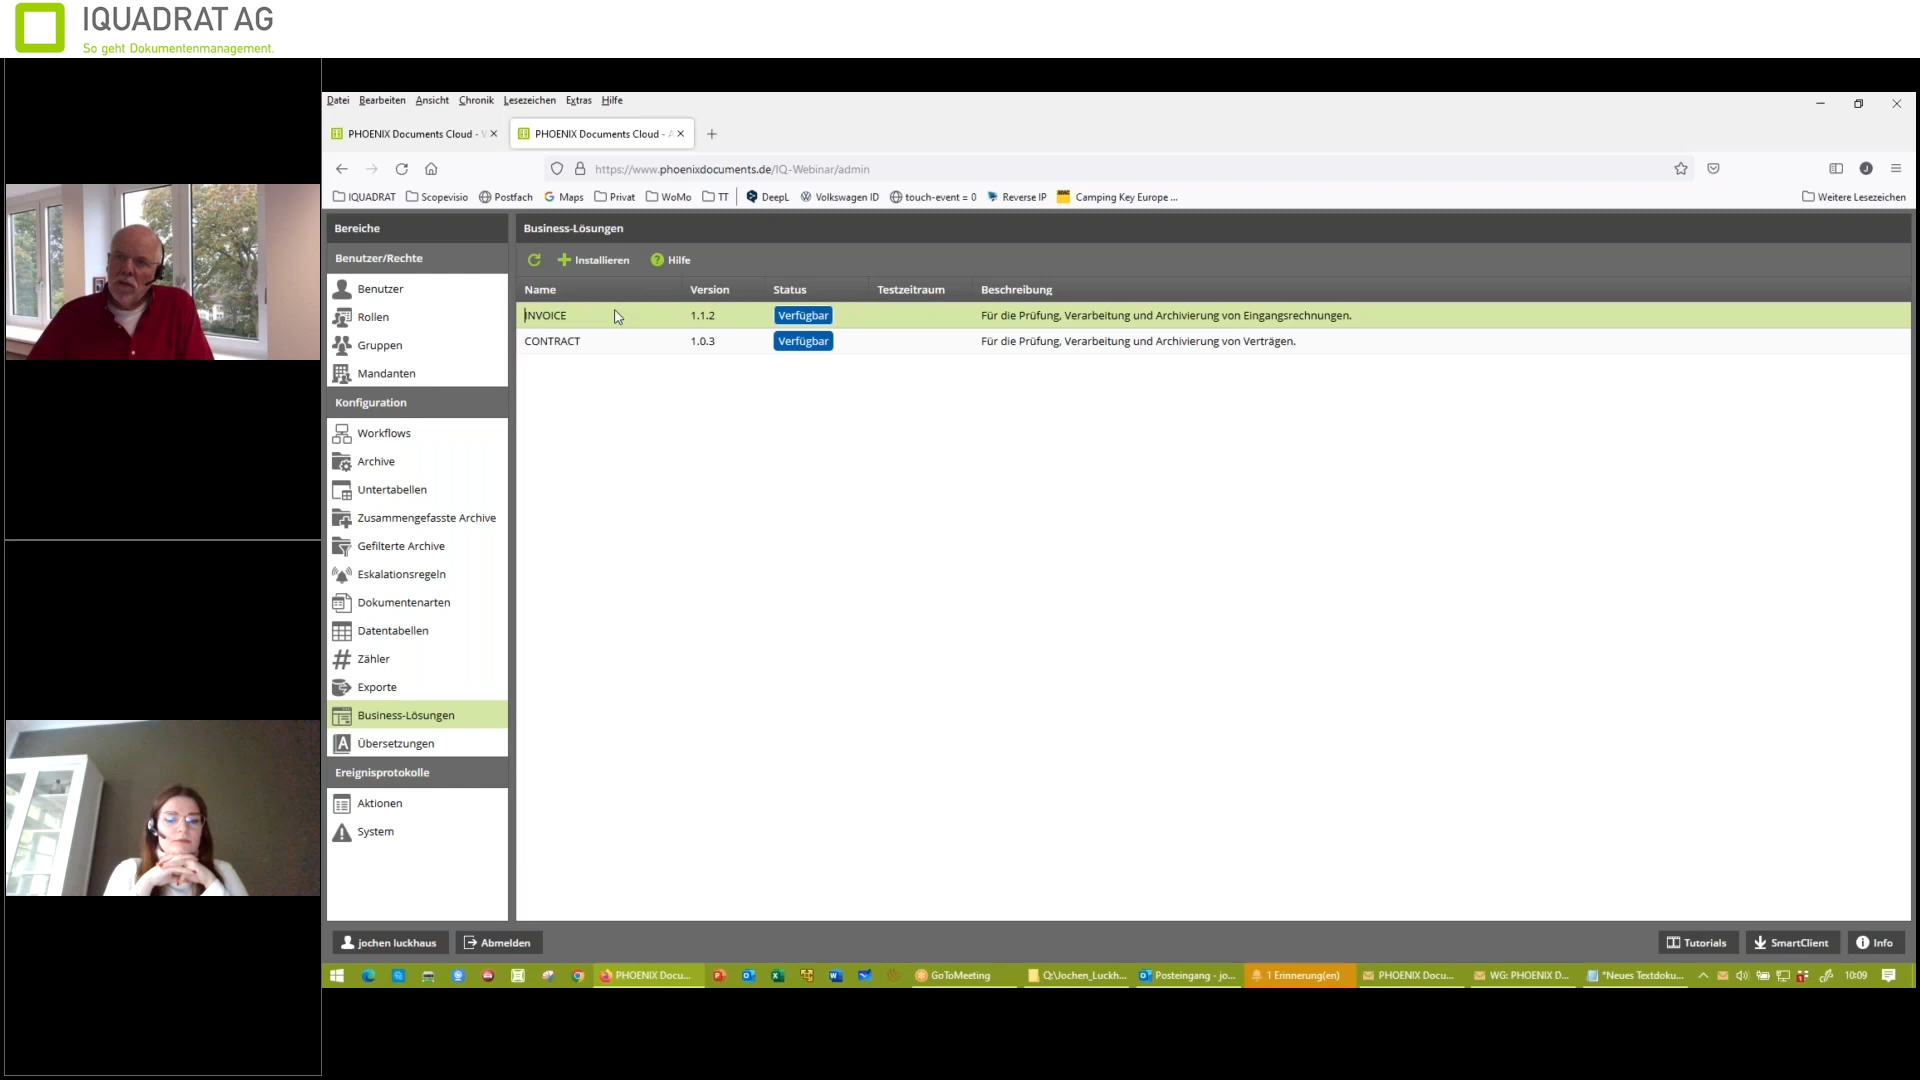 IQUADRAT AG
So geht Dokumentenmanagement.
Datei Bearbeiten Ansicht Chronik Lesezeichen Extras Hilfe
PHOENIX Documents Cloud - PHOENIX Documents Cloud -
https://www.phoenixdocuments.de/IQ-Webinar/admin
IQUADRAT Scopevisio Postfach Maps Privat WoMo TT DeepL Volkswagen ID touch-event = 0 Reverse IP Camping Key Europe ... Weitere Lesezeichen
Bereiche
Benutzer/Rechte
Benutzer
Rollen
Gruppen
Mandanten
Konfiguration
Workflows
Archive
Untertabellen
Zusammengefasste Archive
Gefilterte Archive
Eskalationsregeln
Dokumentenarten
Datentabellen
Zähler
Exporte
Business-Lösungen
Übersetzungen
Ereignisprotokolle
Aktionen
System
Business-Lösungen
Installieren Hilfe
Name Version Status Testzeitraum Beschreibung
INVOICE 1.1.2 Verfügbar Für die Prüfung, Verarbeitung und Archivierung von Eingangsrechnungen.
CONTRACT 1.0.3 Verfügbar Für die Prüfung, Verarbeitung und Archivierung von Verträgen.
jochen luckhaus Abmelden Tutorials SmartClient Info
PHOENIX Docu... GoToMeeting Q:\Jochen_Luckh... Posteingang - jo... 1 Erinnerung(en) PHOENIX Docu... WG: PHOENIX D... *Neues Textdoku... 10:09